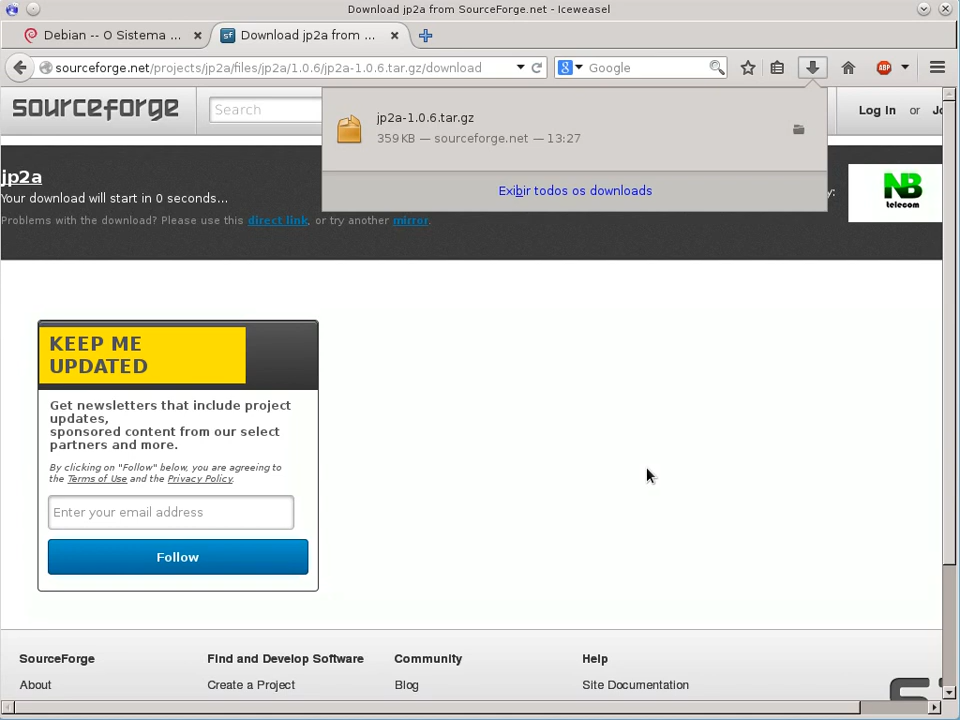 Download jp2a from SourceForge.net - Iceweasel
Debian -- O Sistema ...
sf
Download jp2a from ...
sourceforge.net/projects/jp2a/files/jp2a/1.0.6/jp2a-1.0.6.tar.gz/download
8
Google
ABP
sourceforge
Search
Log In or Jo
jp2a-1.0.6.tar.gz
359 KB — sourceforge.net — 13:27
Exibir todos os downloads
jp2a
Your download will start in 0 seconds...
Problems with the download? Please use this direct link, or try another mirror.
y:
NB
telecom
KEEP ME
UPDATED
Get newsletters that include project
updates,
sponsored content from our select
partners and more.
By clicking on "Follow" below, you are agreeing to
the Terms of Use and the Privacy Policy.
Enter your email address
Follow
SourceForge
Find and Develop Software
Community
Help
About
Create a Project
Blog
Site Documentation